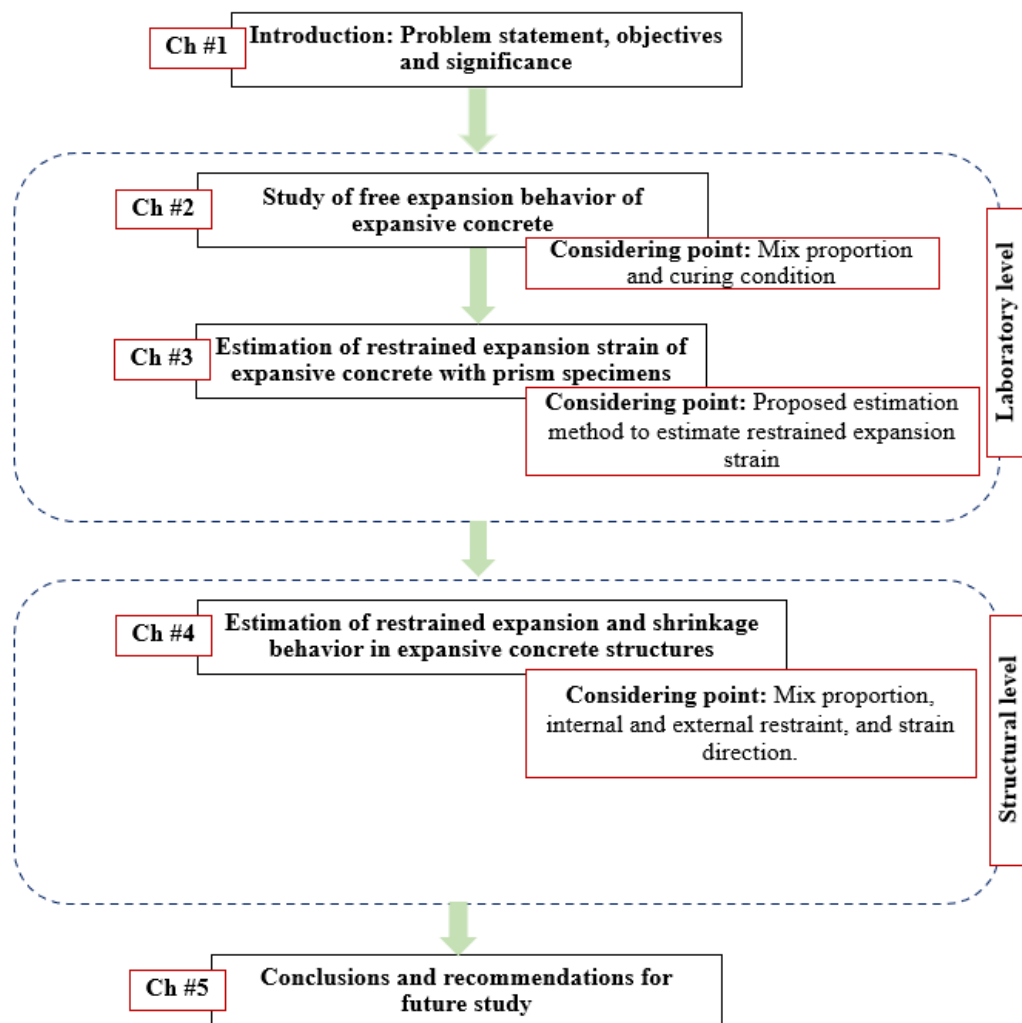 Ch #1
Introduction: Problem statement, objectives
and significance
Ch #2
Study of free expansion behavior of
expansive concrete
Considering point: Mix proportion
and curing condition
Ch #3
Estimation of restrained expansion strain of
expansive concrete with prism specimens
Considering point: Proposed estimation
method to estimate restrained expansion
strain
Laboratory level
Ch #4
Estimation of restrained expansion and shrinkage
behavior in expansive concrete structures
Considering point: Mix proportion,
internal and external restraint, and strain
direction.
Structural level
Ch #5
Conclusions and recommendations for
future study